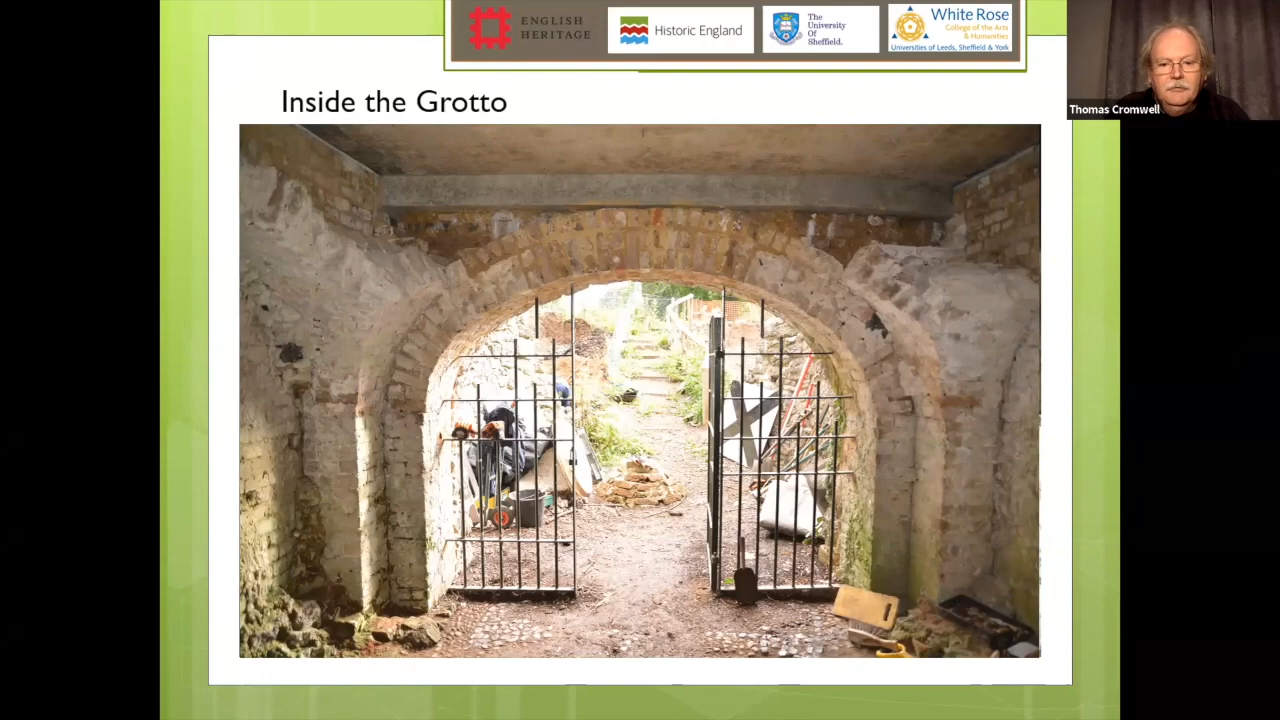 ENGLISH
HERITAGE
Historic England
The
University
Of
Sheffield.
White Rose
College of the Arts
& Humanities
Universities of Leeds, Sheffield & York
Thomas Cromwell
Inside the Grotto